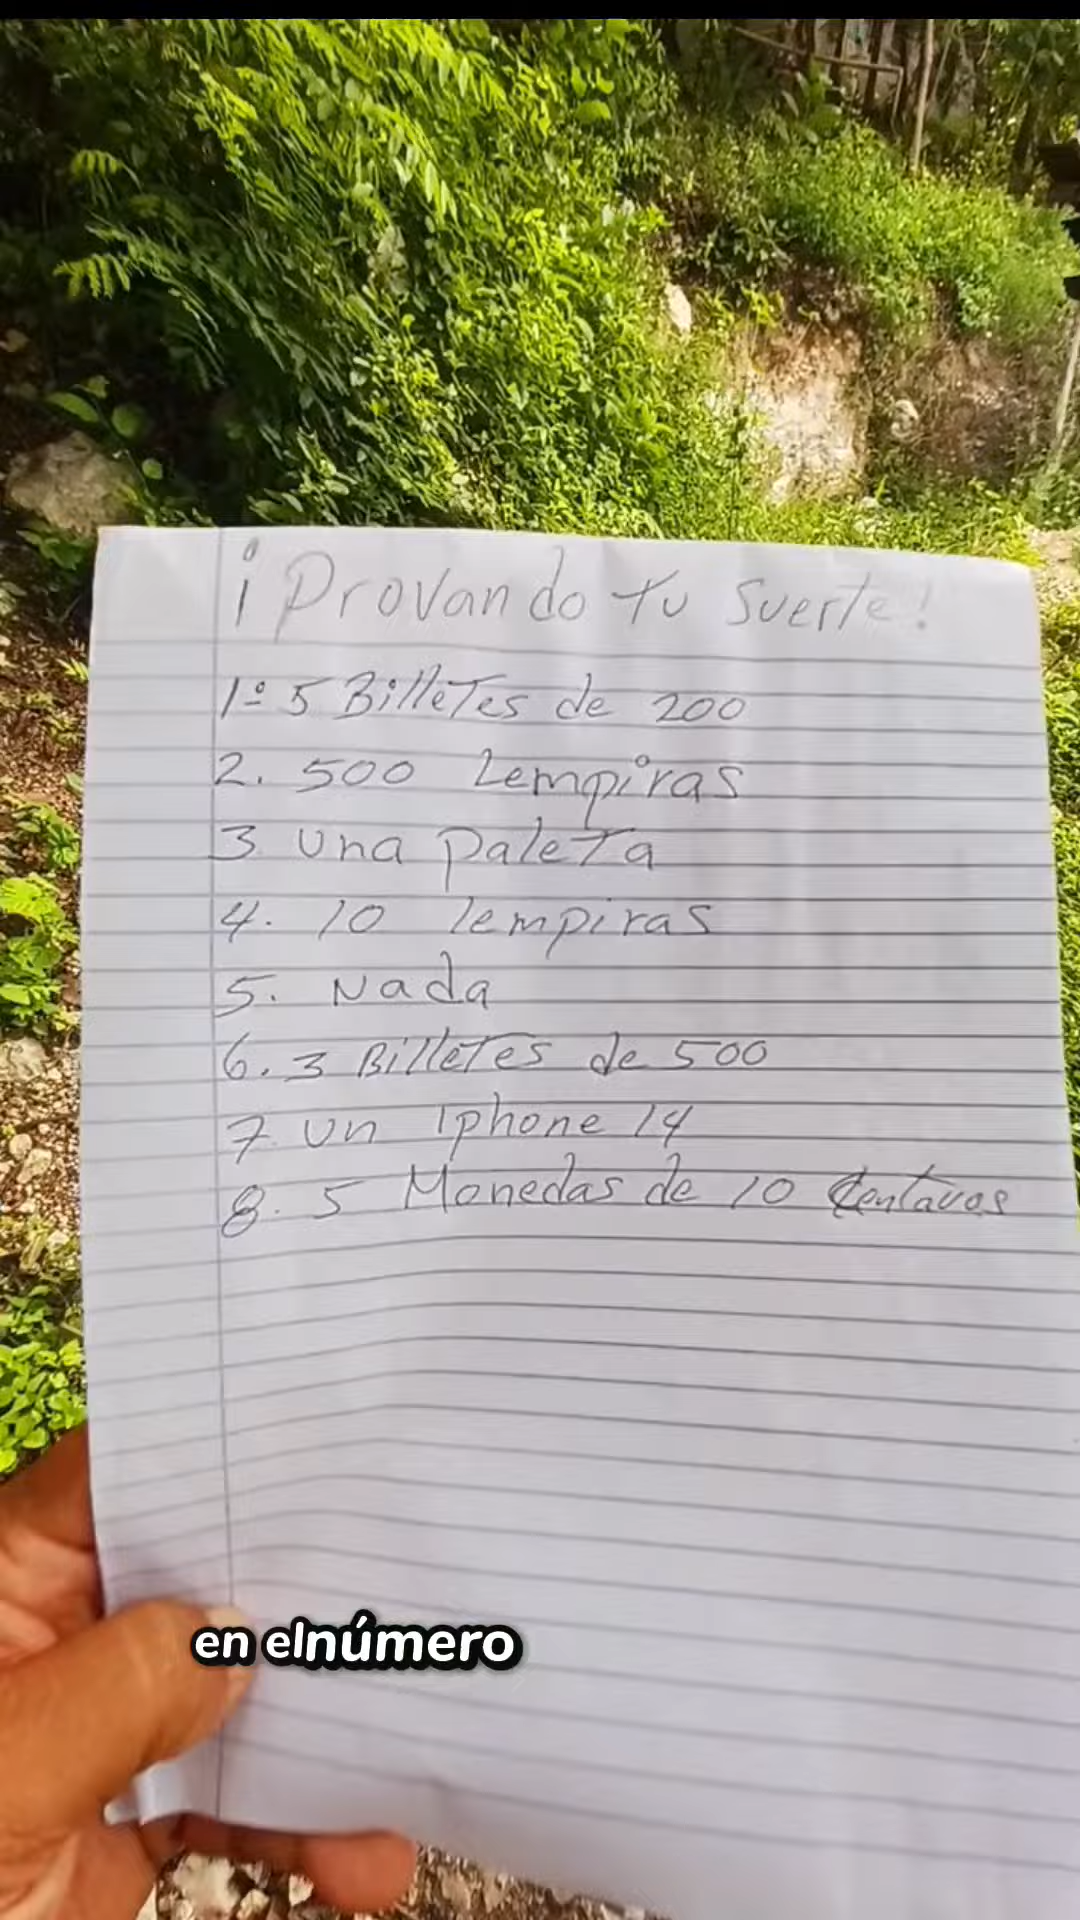 ¡Provando tu suerte!
1º 5 Billetes de 200
2. 500 Lempiras
3 una paleta
4. 10 lempiras
5. Nada
6. 3 Billetes de 500
7. un Iphone 14
8. 5 Monedas de 10 Centavos
en elnúmero